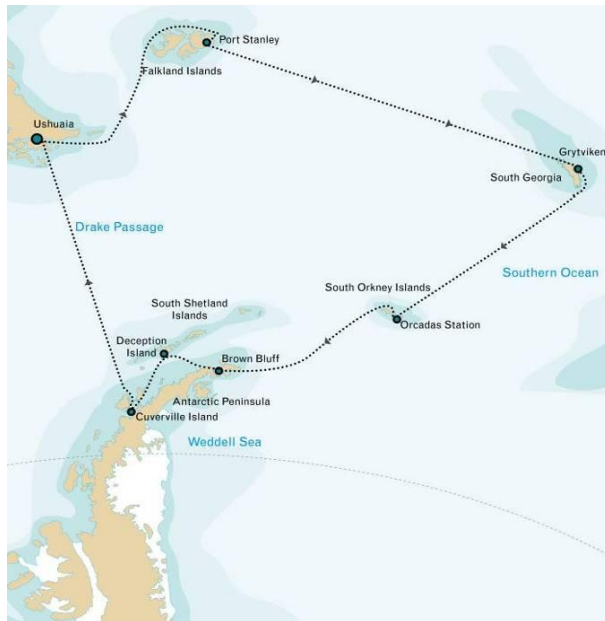 Port Stanley
Falkland Islands
Ushuaia
Grytviken
South Georgia
Drake Passage
Southern Ocean
South Orkney Islands
Orcadas Station
South Shetland
Islands
Deception
Island
Brown Bluff
Antarctic Peninsula
Cuverville Island
Weddell Sea